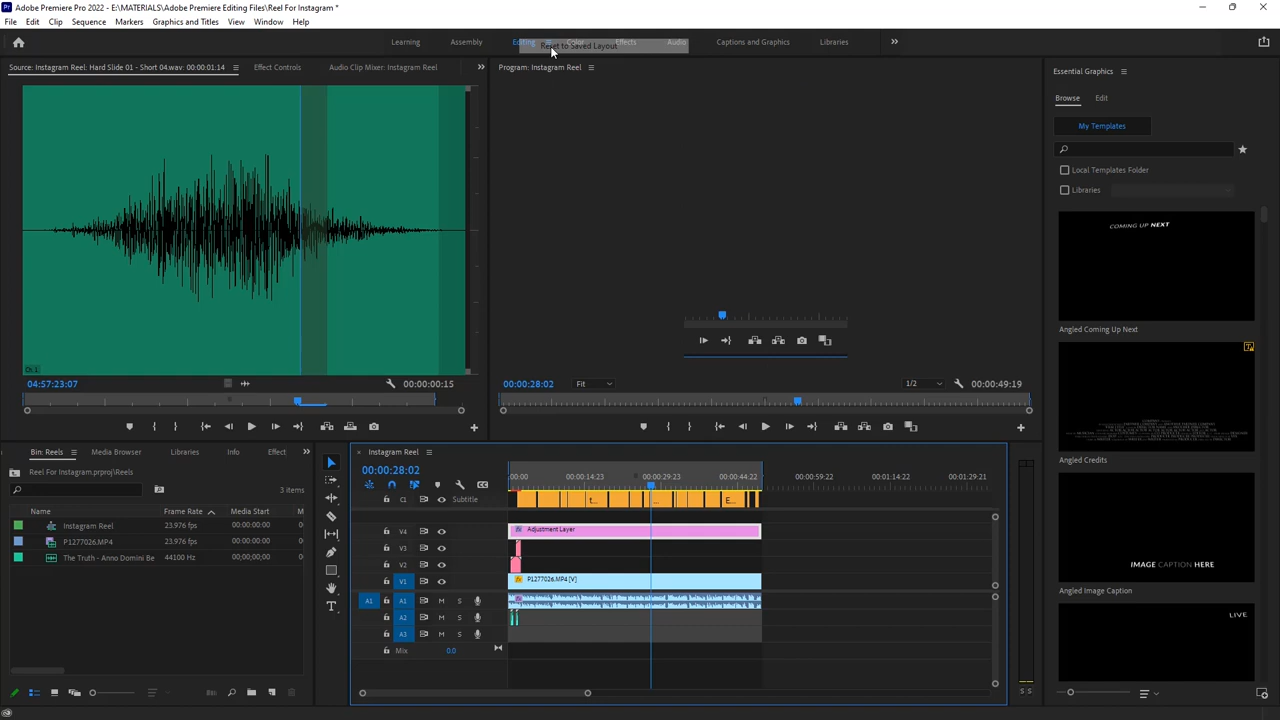 Adobe Premiere Pro 2022 - E:\MATERIALS\Adobe Premiere Editing Files\Reel For Instagram *
File Edit Clip Sequence Markers Graphics and Titles View Window Help
Learning Assembly Editing Color Effects Audio Captions and Graphics Libraries
Reset to Saved Layout
Source: Instagram Reel: Hard Slide 01 - Short 04.wav: 00:00:01:14 Effect Controls Audio Clip Mixer: Instagram Reel
Program: Instagram Reel
Essential Graphics
Browse Edit
My Templates
Local Templates Folder
Libraries
COMING UP NEXT
Angled Coming Up Next
Angled Credits
IMAGE CAPTION HERE
Angled Image Caption
LIVE
Ch.1
04:57:23:07 00:00:00:15
00:00:28:02 Fit 1/2 00:00:49:19
Bin: Reels Media Browser Libraries Info Effect
Reel For Instagram.prproj\Reels
3 items
Name Frame Rate Media Start
Instagram Reel 23.976 fps 00:00:00:00
P1277026.MP4 23.976 fps 00:00:00:00
The Truth - Anno Domini Be 44100 Hz 00;00;00;00
Instagram Reel
00:00:28:02
:00:00 00:00:14:23 00:00:29:23 00:00:44:22 00:00:59:22 00:01:14:22 00:01:29:21
C1 Subtitle t... ... E...
V4 Adjustment Layer
V3
V2
V1 P1277026.MP4 [V]
A1 A1 M S
A2 M S
A3 M S
Mix 0.0
S S